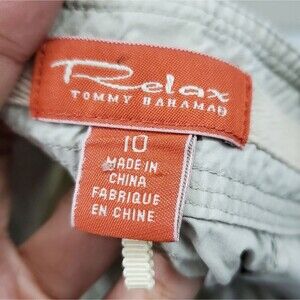 Relax
TOMMY BAHAMA®
10
MADE IN
CHINA
FABRIQUE
EN CHINE